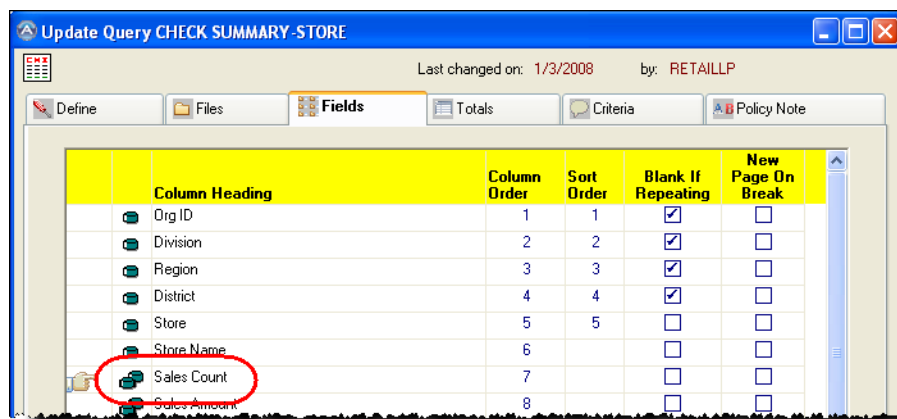 Update Query CHECK SUMMARY-STORE
Last changed on: 1/3/2008 by: RETAILLP
Define Files Fields Totals Criteria Policy Note
Column Heading Column Order Sort Order Blank If Repeating New Page On Break
Org ID 1 1
Division 2 2
Region 3 3
District 4 4
Store 5 5
Store Name 6
Sales Count 7
Sales Amount 8